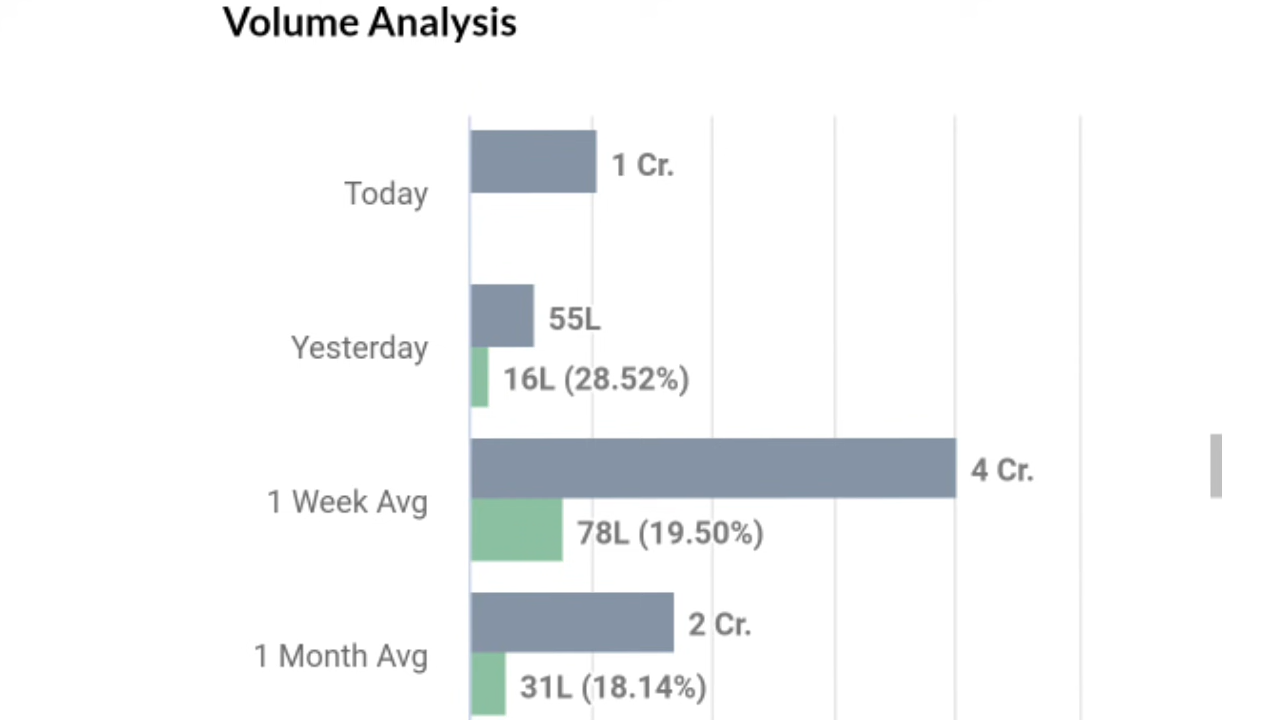 Volume Analysis
Today
1 Cr.
Yesterday
55L
16L (28.52%)
1 Week Avg
4 Cr.
78L (19.50%)
1 Month Avg
2 Cr.
31L (18.14%)